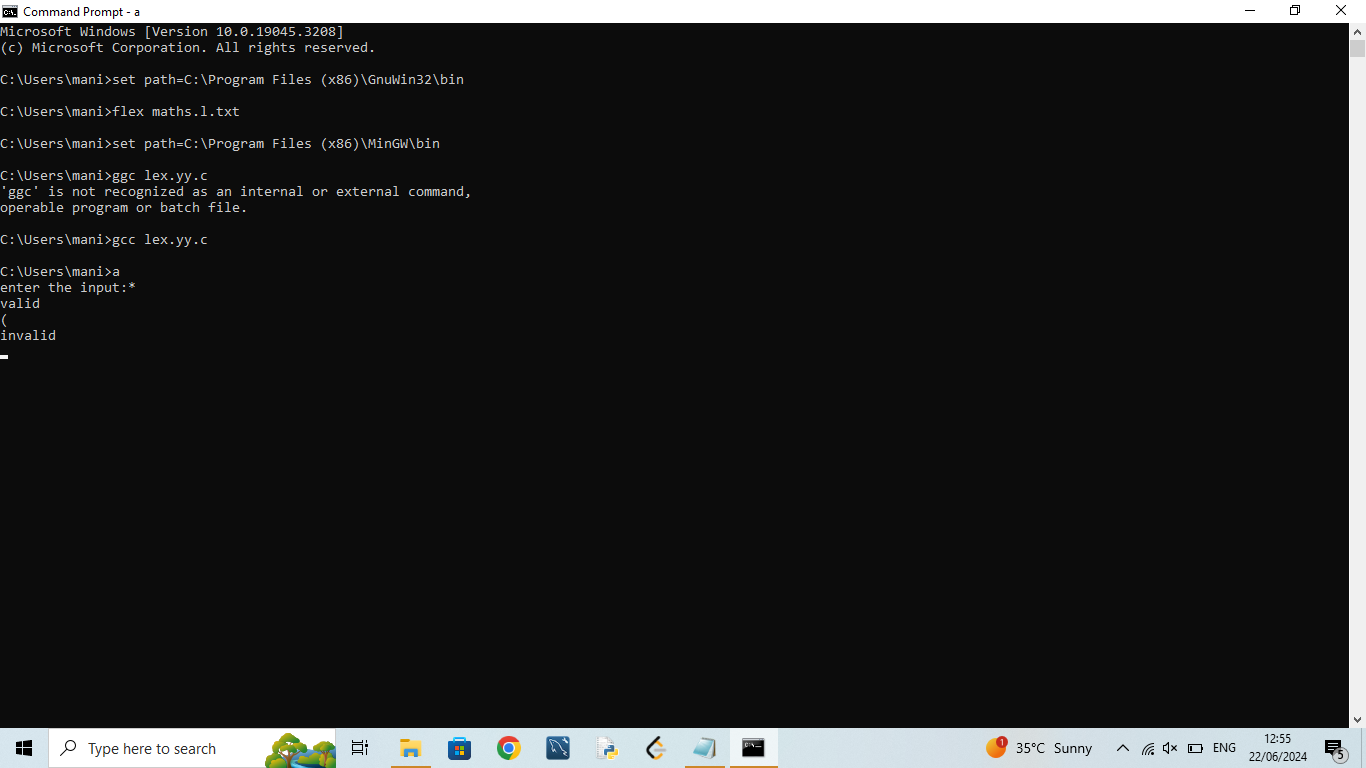 Command Prompt - a
Microsoft Windows [Version 10.0.19045.3208]
(c) Microsoft Corporation. All rights reserved.
C:\Users\mani>set path=C:\Program Files (x86)\GnuWin32\bin
C:\Users\mani>flex maths.l.txt
C:\Users\mani>set path=C:\Program Files (x86)\MinGW\bin
C:\Users\mani>ggc lex.yy.c
'ggc' is not recognized as an internal or external command,
operable program or batch file.
C:\Users\mani>gcc lex.yy.c
C:\Users\mani>a
enter the input:*
valid
(
invalid
Type here to search
1
35°C Sunny
ENG
12:55
22/06/2024
5